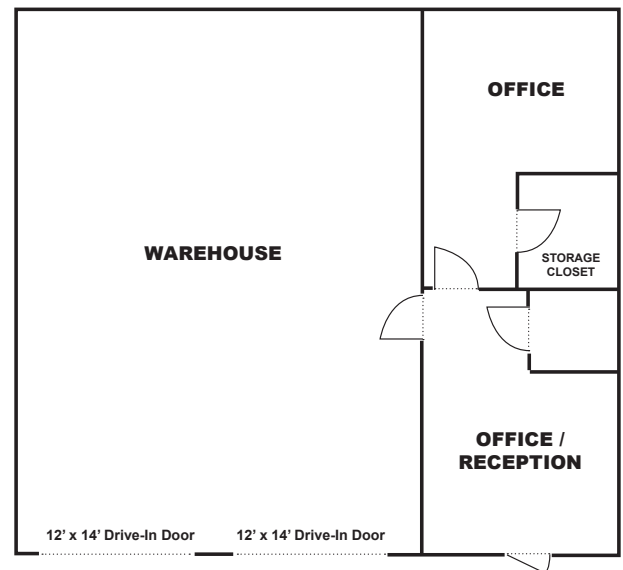 OFFICE
WAREHOUSE
STORAGE
CLOSET
OFFICE /
RECEPTION
12’ x 14’ Drive-In Door
12’ x 14’ Drive-In Door